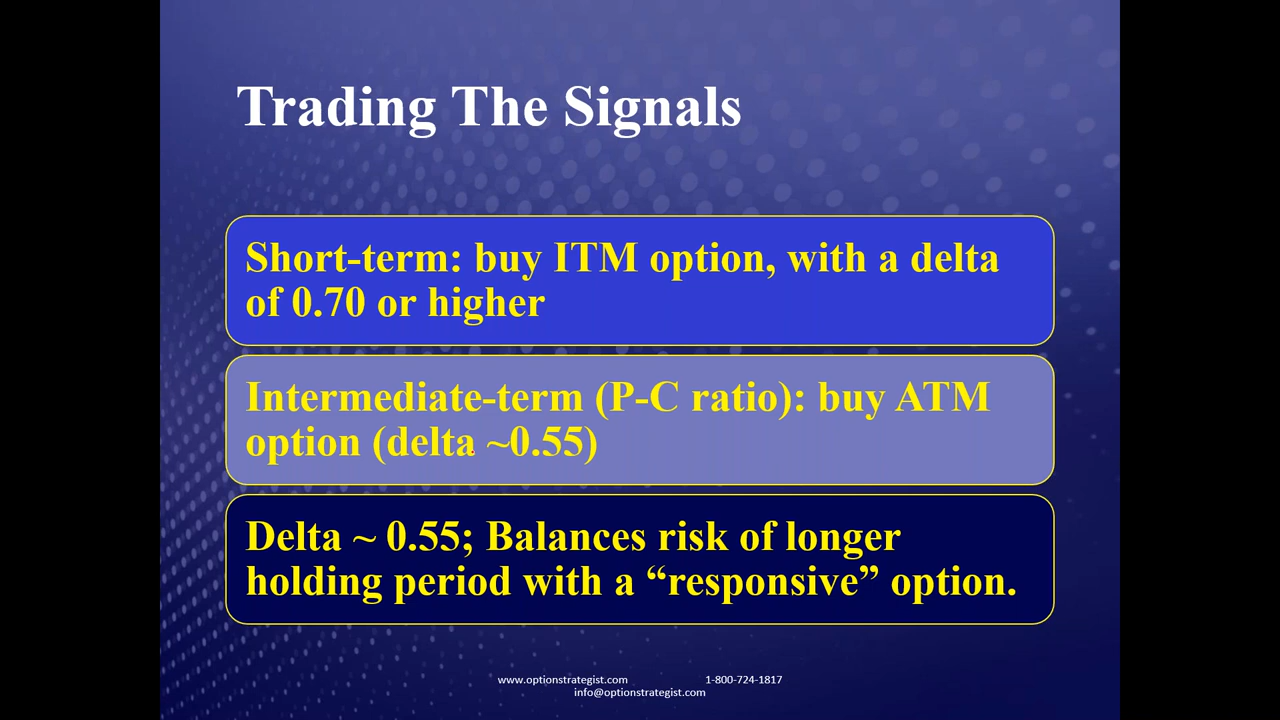 Trading The Signals
Short-term: buy ITM option, with a delta
of 0.70 or higher
Intermediate-term (P-C ratio): buy ATM
option (delta ~0.55)
Delta ~ 0.55; Balances risk of longer
holding period with a “responsive” option.
www.optionstrategist.com 1-800-724-1817
info@optionstrategist.com